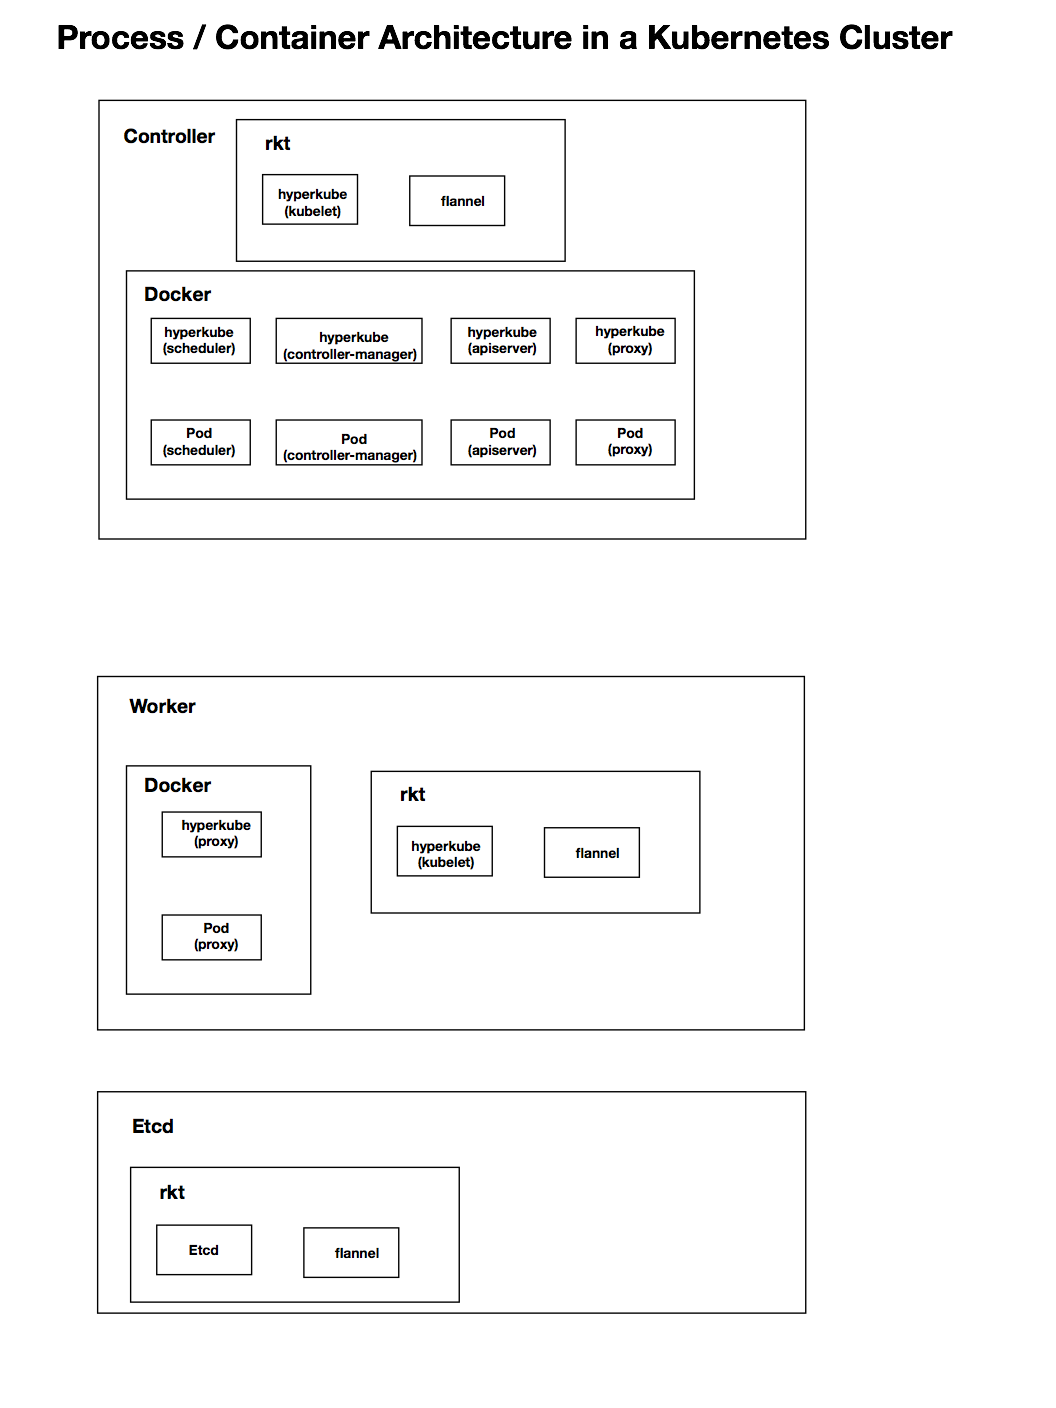 Process / Container Architecture in a Kubernetes Cluster
Controller
rkt
hyperkube
(kubelet)
flannel
Docker
hyperkube
(scheduler)
hyperkube
(controller-manager)
hyperkube
(apiserver)
hyperkube
(proxy)
Pod
(scheduler)
Pod
(controller-manager)
Pod
(apiserver)
Pod
(proxy)
Worker
Docker
hyperkube
(proxy)
Pod
(proxy)
rkt
hyperkube
(kubelet)
flannel
Etcd
rkt
Etcd
flannel